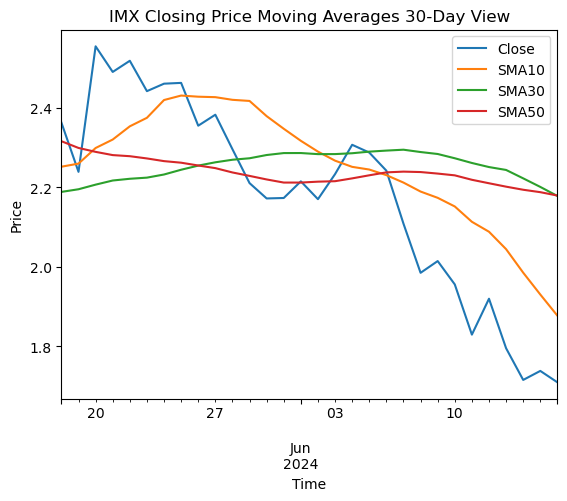 IMX Closing Price Moving Averages 30-Day View
Close
SMA10
SMA30
SMA50
Price
2.4
2.2
2.0
1.8
20 27 03 10
Jun
2024
Time